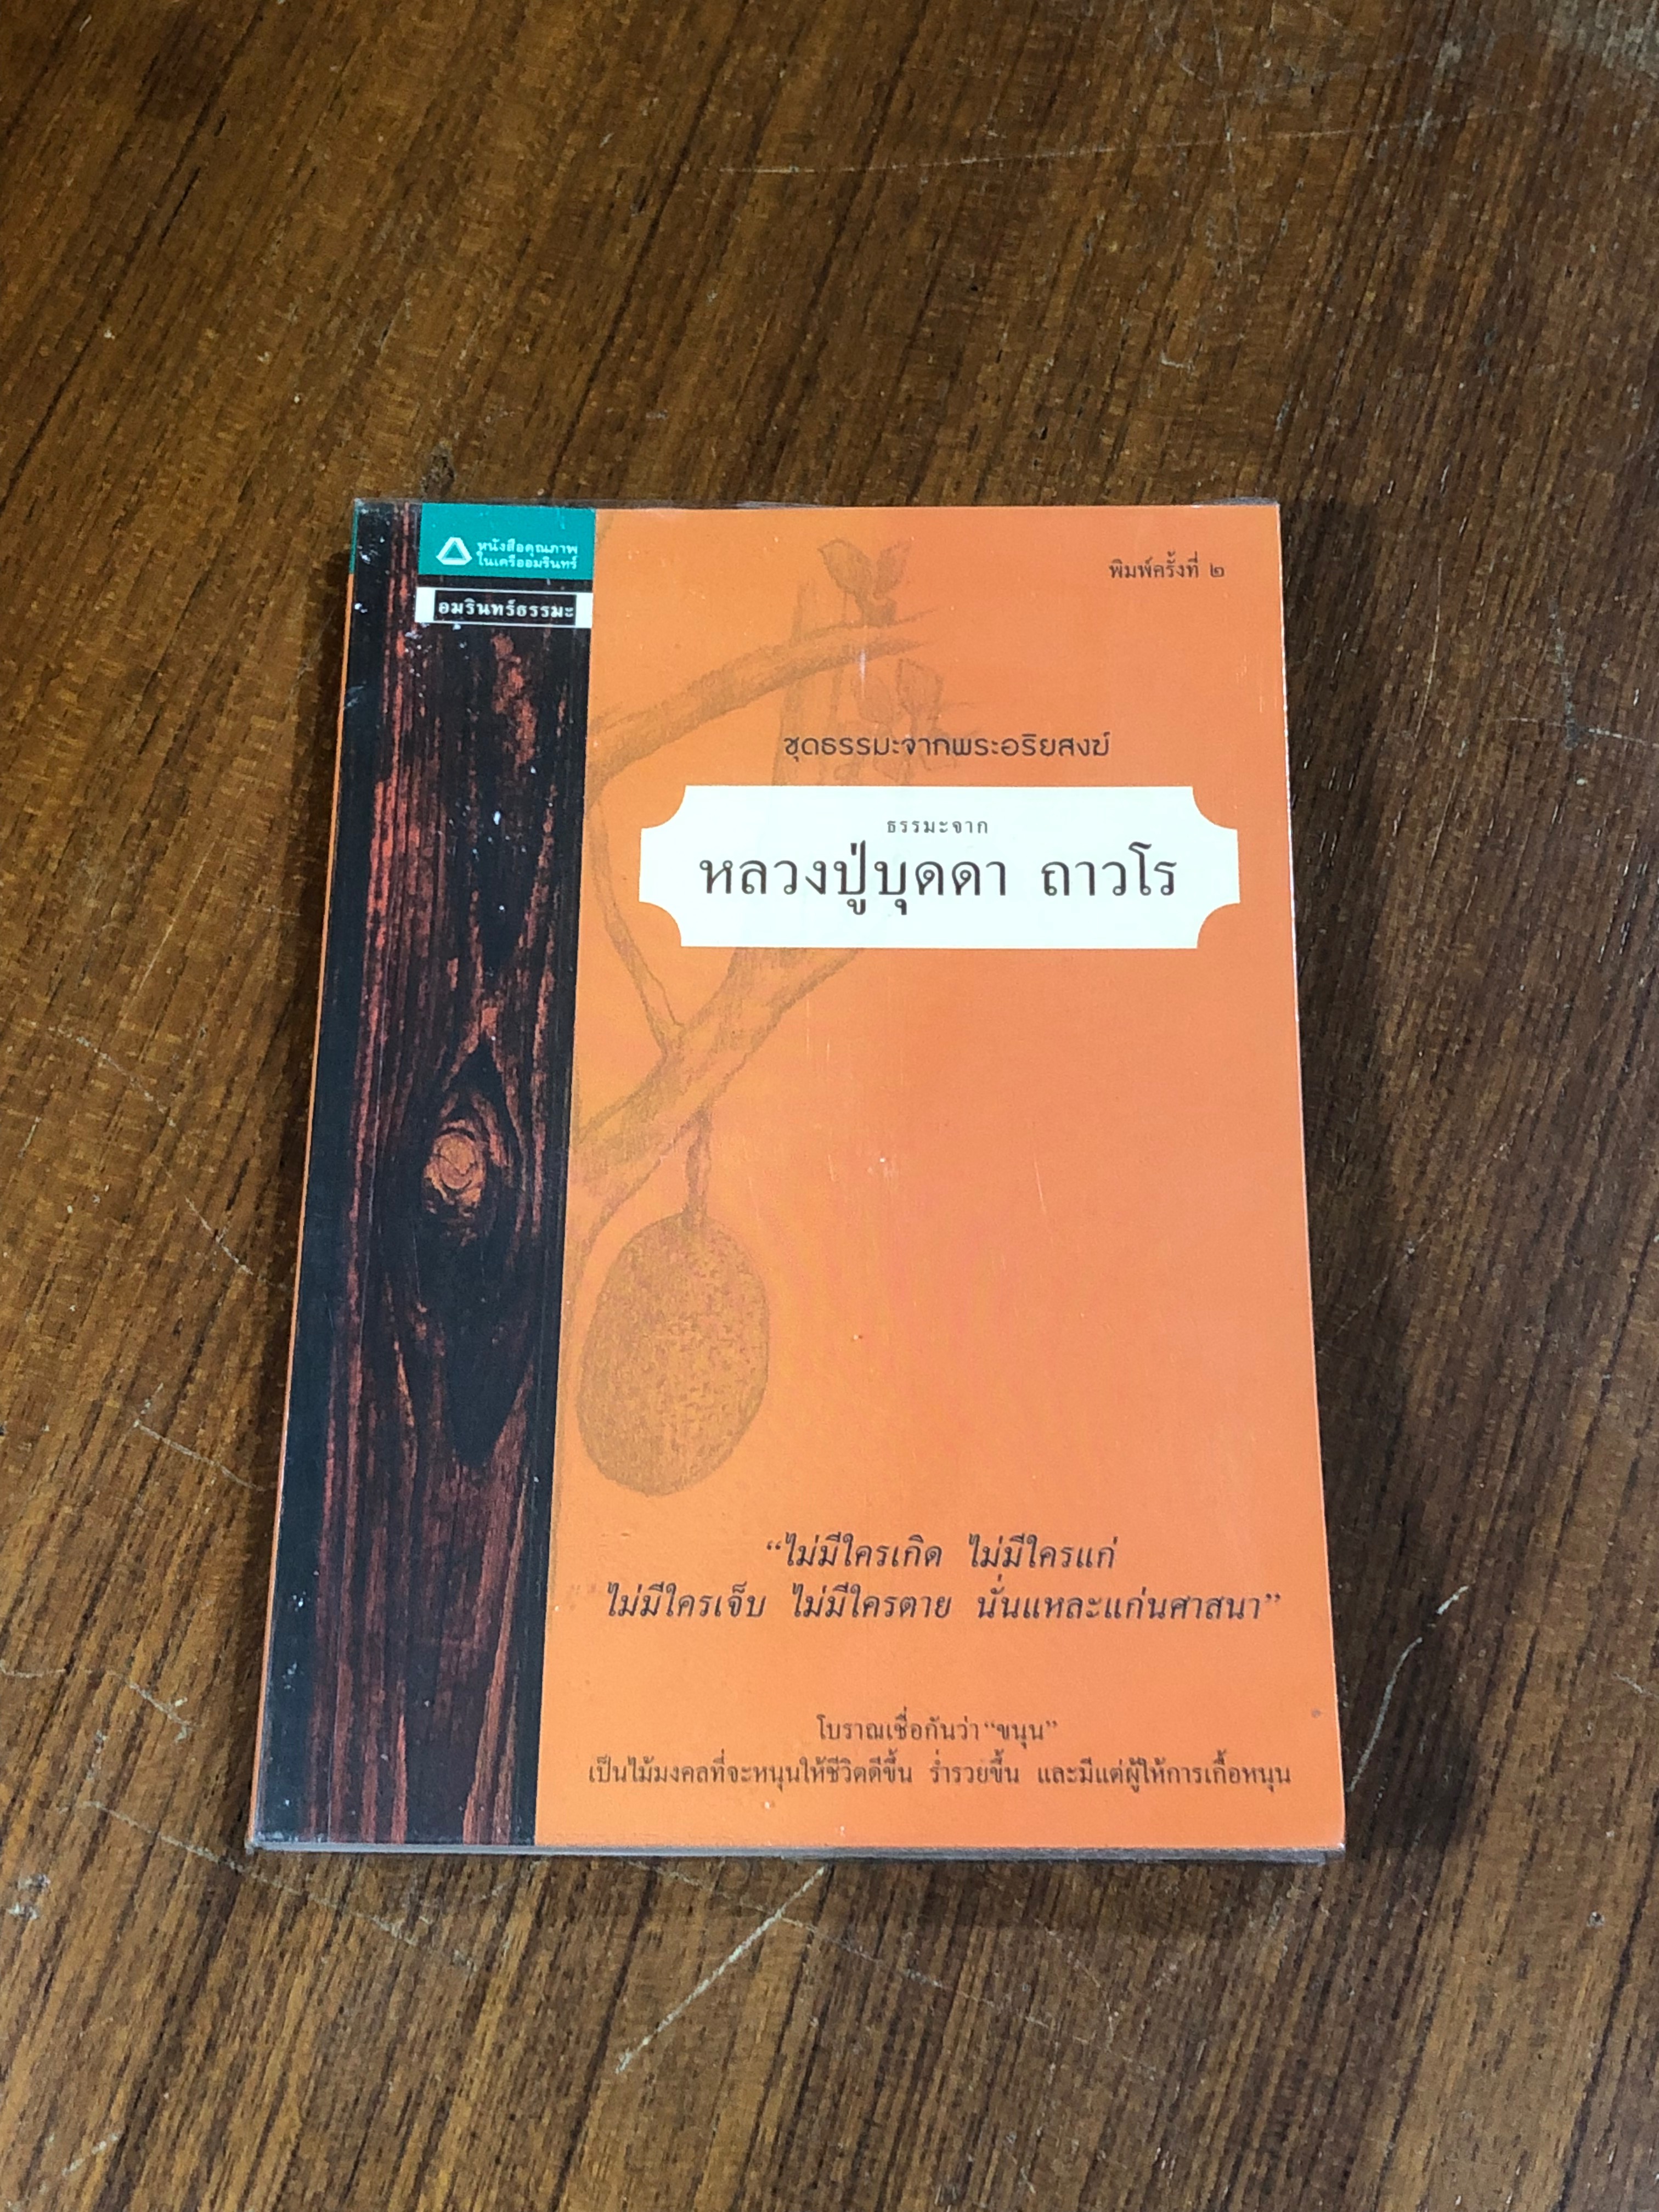 หนังสือคุณภาพ
ในเครืออมรินทร์
อมรินทร์ธรรมะ
พิมพ์ครั้งที่ ๒
ชุดธรรมะจากพระอริยสงฆ์
ธรรมะจาก
หลวงปู่บุดดา ถาวโร
“ไม่มีใครเกิด ไม่มีใครแก่
ไม่มีใครเจ็บ ไม่มีใครตาย นั่นแหละแก่นศาสนา”
โบราณเชื่อกันว่า “ขนุน”
เป็นไม้มงคลที่จะหนุนให้ชีวิตดีขึ้น ร่ำรวยขึ้น และมีแต่ผู้ให้การเกื้อหนุน